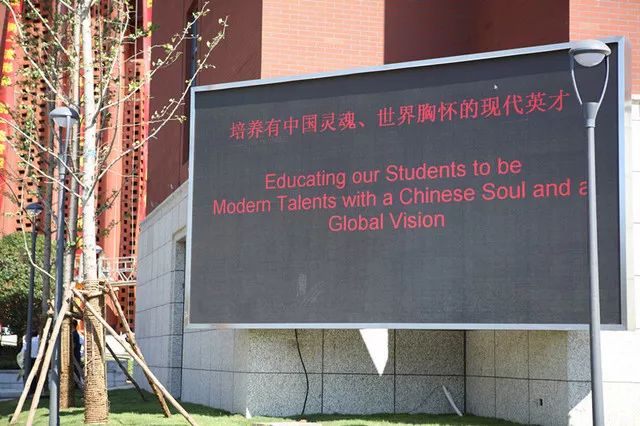 培养有中国灵魂、世界胸怀的现代英才
Educating our Students to be
Modern Talents with a Chinese Soul and a
Global Vision